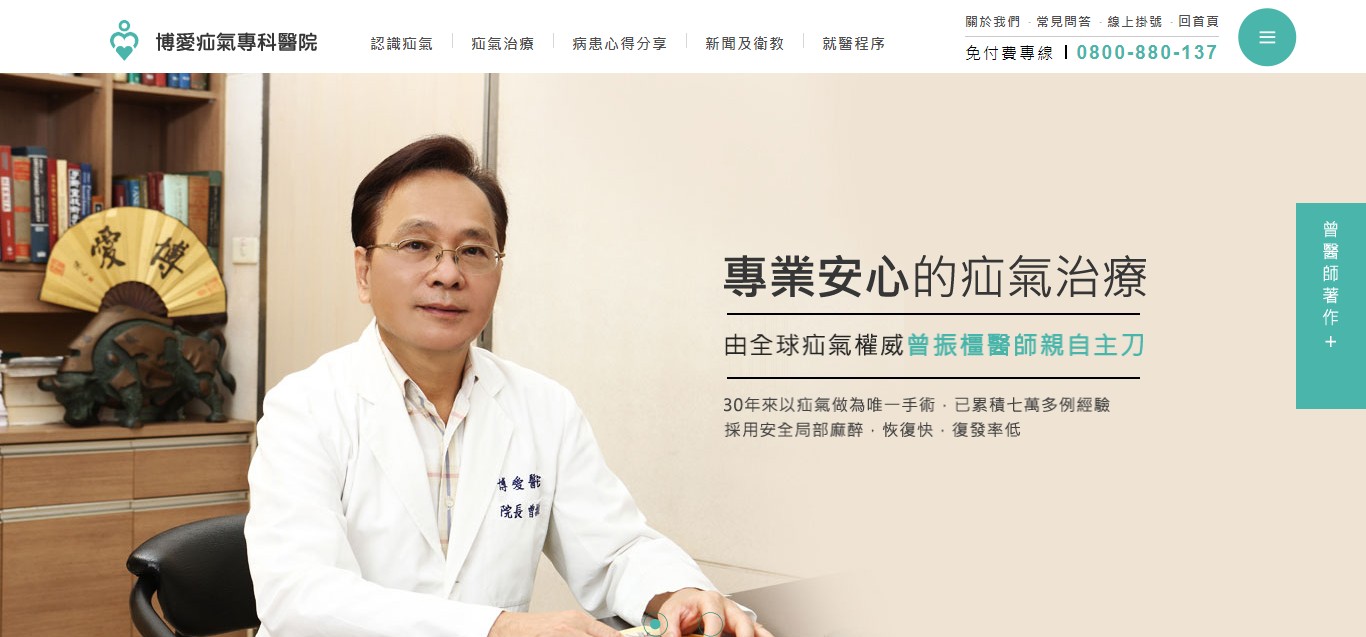 博愛疝氣專科醫院
認識疝氣
疝氣治療
病患心得分享
新聞及衛教
就醫程序
關於我們 · 常見問答 · 線上掛號 · 回首頁
免付費專線 | 0800-880-137
曾醫師著作+
博愛
專業安心的疝氣治療
由全球疝氣權威曾振櫃醫師親自主刀
30年來以疝氣做為唯一手術 · 已累積七萬多例經驗
採用安全局部麻醉 · 恢復快 · 復發率低
博愛醫
院長曾